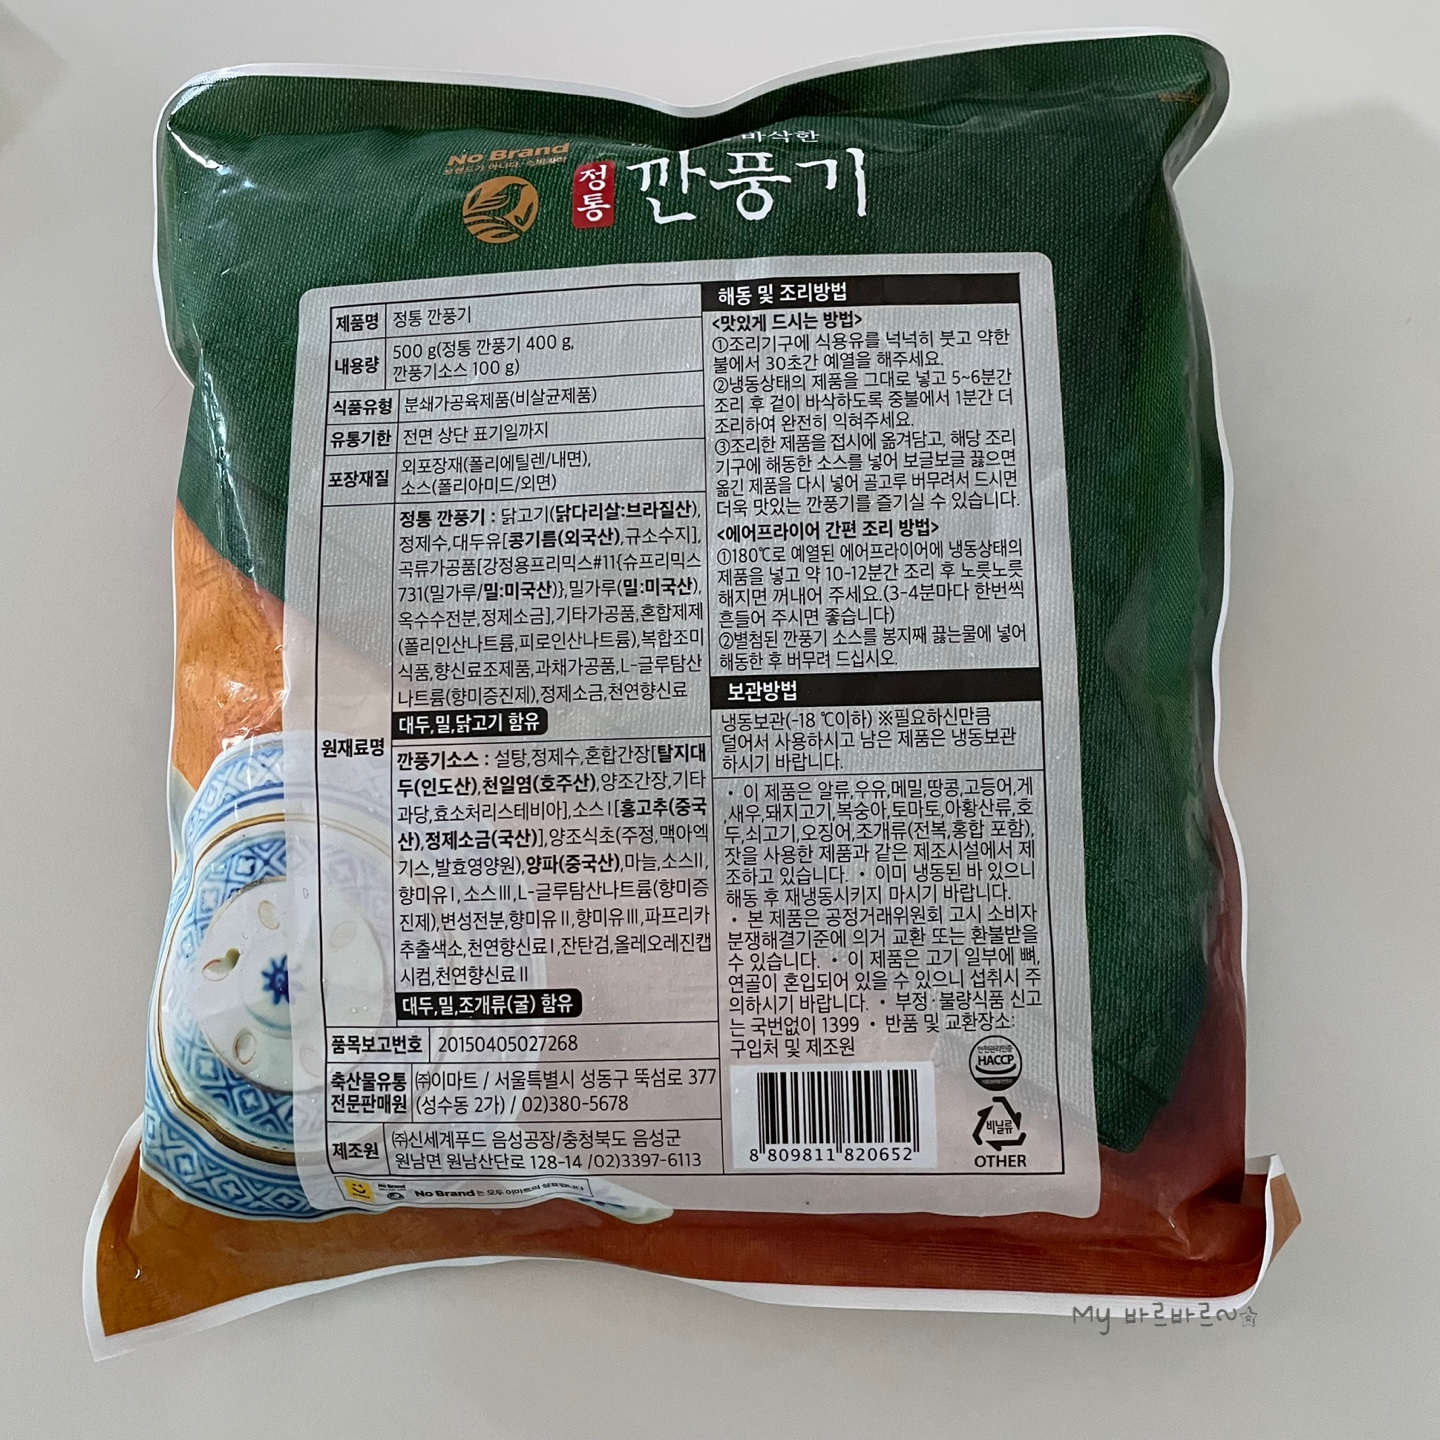 No Brand
브랜드가 아니다. 소비자다
바삭한
정통
깐풍기
제품명 정통 깐풍기
내용량 500 g(정통 깐풍기 400 g,
깐풍기소스 100 g)
식품유형 분쇄가공육제품(비살균제품)
유통기한 전면 상단 표기일까지
포장재질 외포장재(폴리에틸렌/내면),
소스(폴리아미드/외면)
원재료명
정통 깐풍기 : 닭고기(닭다리살:브라질산),
정제수,대두유[콩기름(외국산),규소수지],
곡류가공품[강정용프리믹스#11{슈프리믹스
731(밀가루/밀:미국산)},밀가루(밀:미국산),
옥수수전분,정제소금],기타가공품,혼합제제
(폴리인산나트륨,피로인산나트륨),복합조미
식품,향신료조제품,과채가공품,L-글루탐산
나트륨(향미증진제),정제소금,천연향신료
대두,밀,닭고기 함유
깐풍기소스 : 설탕,정제수,혼합간장[탈지대
두(인도산),천일염(호주산),양조간장,기타
과당,효소처리스테비아],소스Ⅰ[홍고추(중국
산),정제소금(국산)],양조식초(주정,맥아엑
기스,발효영양원),양파(중국산),마늘,소스Ⅱ,
향미유Ⅰ,소스Ⅲ,L-글루탐산나트륨(향미증
진제),변성전분,향미유Ⅱ,향미유Ⅲ,파프리카
추출색소,천연향신료Ⅰ,잔탄검,올레오레진캡
시컴,천연향신료Ⅱ
대두,밀,조개류(굴) 함유
품목보고번호 20150405027268
축산물유통
전문판매원
㈜이마트 / 서울특별시 성동구 뚝섬로 377
(성수동 2가) / 02)380-5678
제조원
㈜신세계푸드 음성공장/충청북도 음성군
원남면 원남산단로 128-14 /02)3397-6113
No Brand
No Brand는 모두 이마트의 상표입니다
해동 및 조리방법
<맛있게 드시는 방법>
①조리기구에 식용유를 넉넉히 붓고 약한
불에서 30초간 예열을 해주세요.
②냉동상태의 제품을 그대로 넣고 5~6분간
조리 후 겉이 바삭하도록 중불에서 1분간 더
조리하여 완전히 익혀주세요.
③조리한 제품을 접시에 옮겨담고, 해당 조리
기구에 해동한 소스를 넣어 보글보글 끓으면
옮긴 제품을 다시 넣어 골고루 버무려서 드시면
더욱 맛있는 깐풍기를 즐기실 수 있습니다.
<에어프라이어 간편 조리 방법>
①180℃로 예열된 에어프라이어에 냉동상태의
제품을 넣고 약 10-12분간 조리 후 노릇노릇
해지면 꺼내어 주세요.(3-4분마다 한번씩
흔들어 주시면 좋습니다)
②별첨된 깐풍기 소스를 봉지째 끓는물에 넣어
해동한 후 버무려 드십시오.
보관방법
냉동보관(-18 ℃이하) ※필요하신만큼
덜어서 사용하시고 남은 제품은 냉동보관
하시기 바랍니다.
• 이 제품은 알류,우유,메밀,땅콩,고등어,게
,새우,돼지고기,복숭아,토마토,아황산류,호
두,쇠고기,오징어,조개류(전복,홍합 포함),
잣을 사용한 제품과 같은 제조시설에서 제
조하고 있습니다. • 이미 냉동된 바 있으니
해동 후 재냉동시키지 마시기 바랍니다.
• 본 제품은 공정거래위원회 고시 소비자
분쟁해결기준에 의거 교환 또는 환불받을
수 있습니다. • 이 제품은 고기 일부에 뼈,
연골이 혼입되어 있을 수 있으니 섭취시 주
의하시기 바랍니다. • 부정·불량식품 신고
는 국번없이 1399 • 반품 및 교환장소:
구입처 및 제조원
안전관리인증
HACCP
비닐류
OTHER
8 809811 820652
My 바르바르~